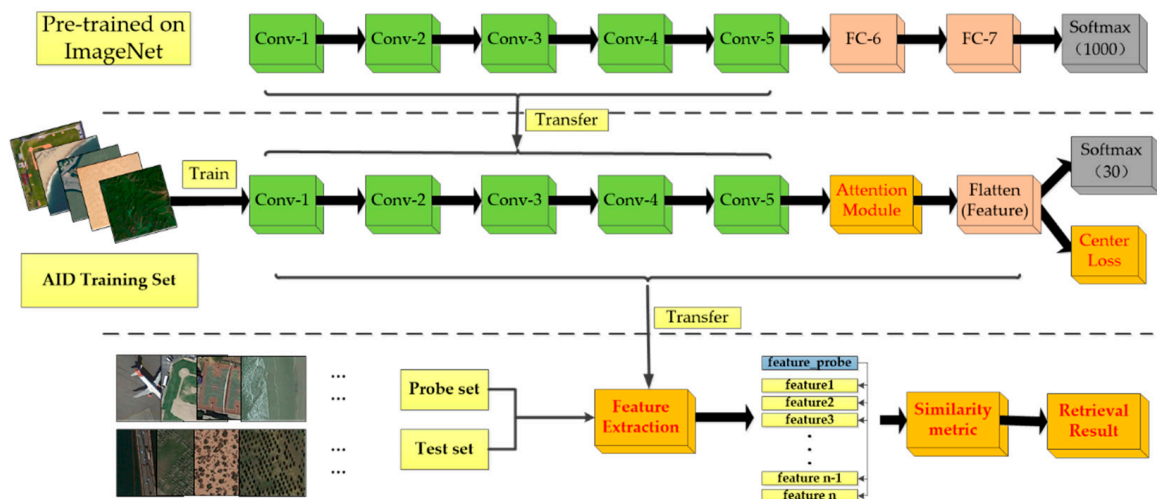 Pre-trained on
ImageNet
Conv-1
Conv-2
Conv-3
Conv-4
Conv-5
FC-6
FC-7
Softmax
(1000)
Transfer
Train
Conv-1
Conv-2
Conv-3
Conv-4
Conv-5
Attention
Module
Flatten
(Feature)
Softmax
(30)
Center
Loss
AID Training Set
Transfer
...
...
...
...
Probe set
Test set
Feature
Extraction
feature_probe
feature1
feature2
feature3
feature n-1
feature n
Similarity
metric
Retrieval
Result